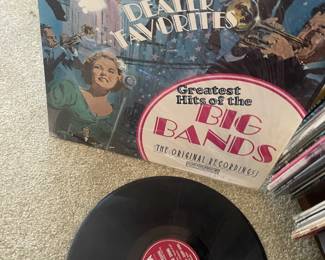 DEALER
FAVORITES
Greatest
Hits of the
BIG
BANDS
(THE ORIGINAL RECORDINGS)